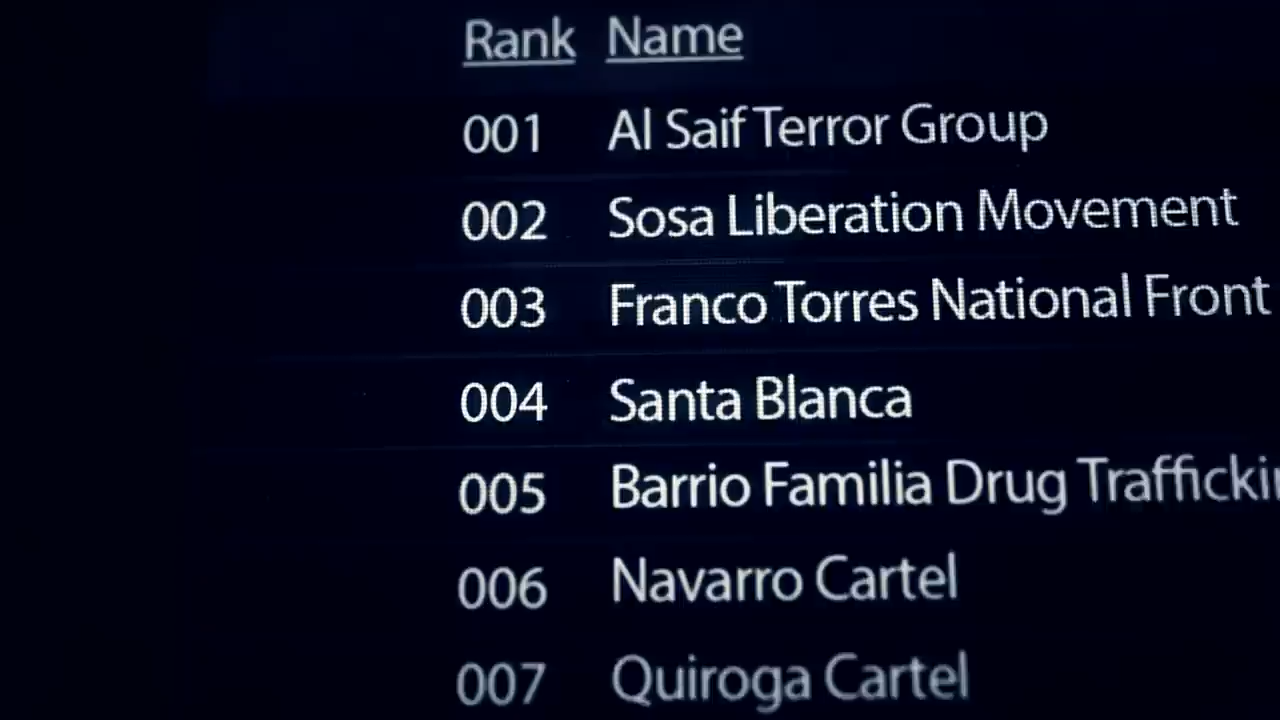 Rank Name
001 Al Saif Terror Group
002 Sosa Liberation Movement
003 Franco Torres National Front
004 Santa Blanca
005 Barrio Familia Drug
006 Navarro Cartel
007 Quiroga Cartel